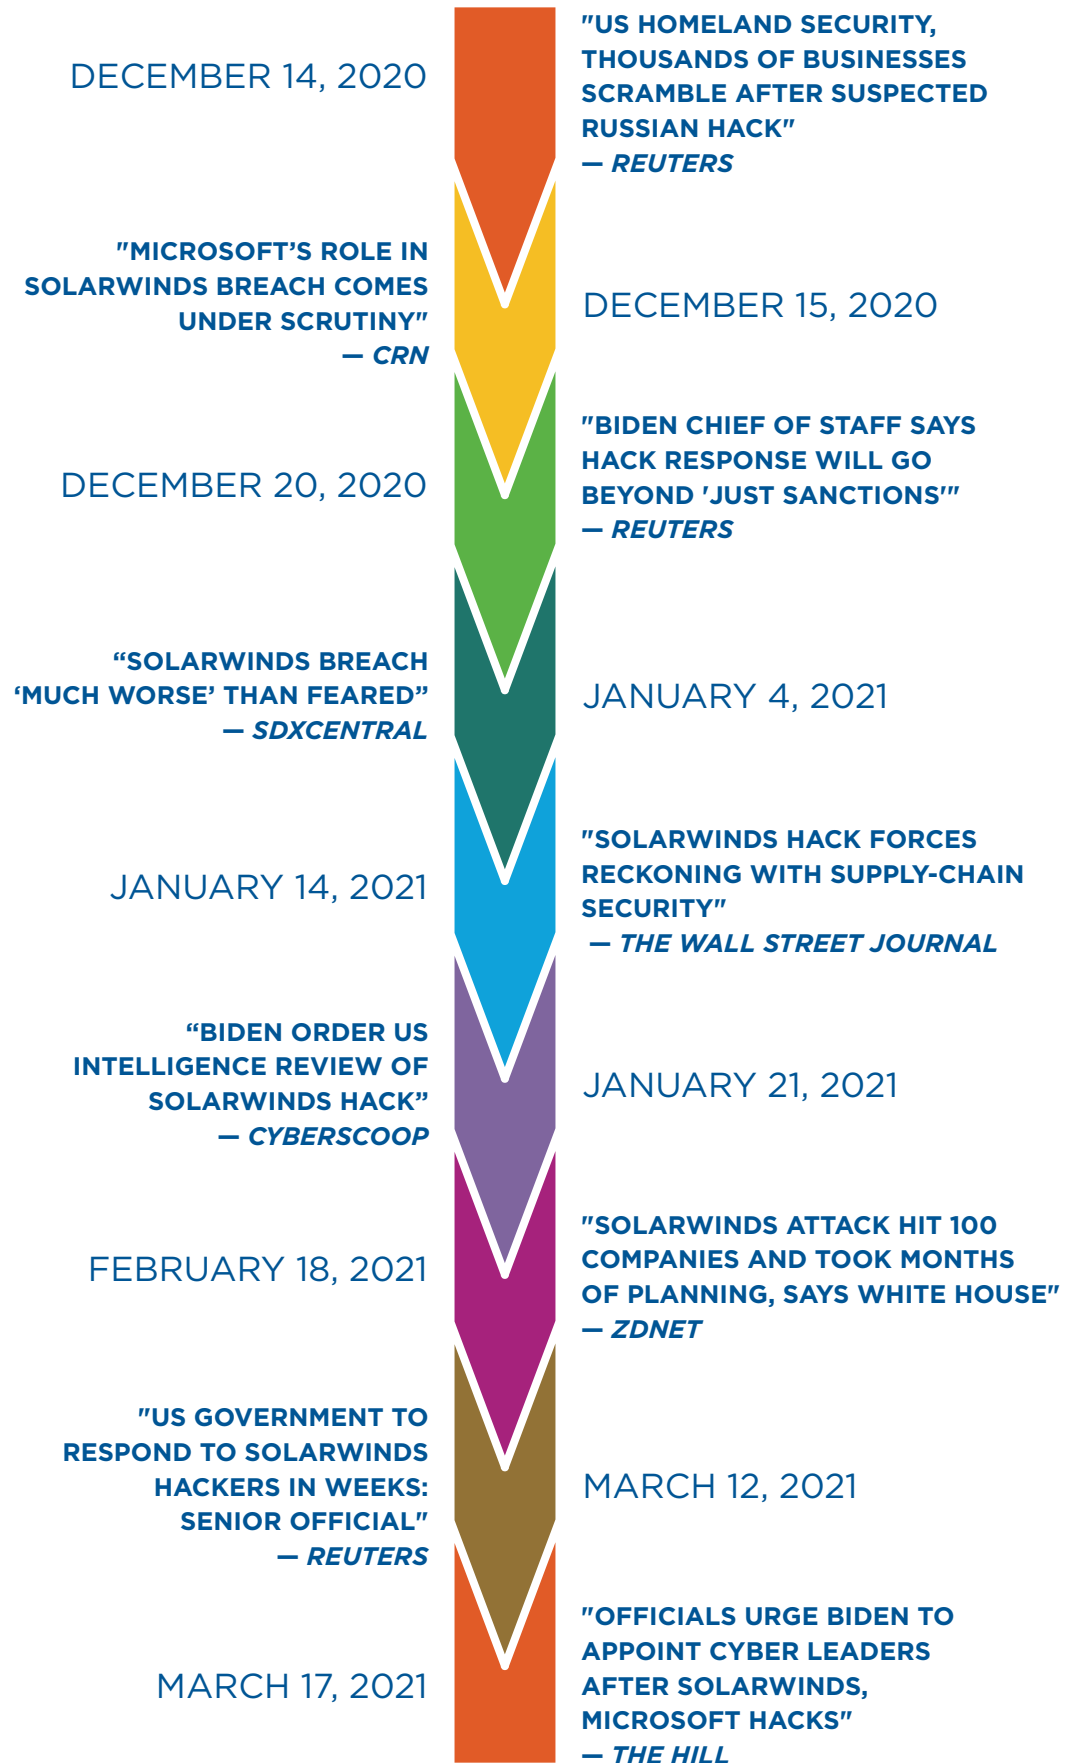 DECEMBER 14, 2020
"US HOMELAND SECURITY,
THOUSANDS OF BUSINESSES
SCRAMBLE AFTER SUSPECTED
RUSSIAN HACK"
— REUTERS
"MICROSOFT’S ROLE IN
SOLARWINDS BREACH COMES
UNDER SCRUTINY"
— CRN
DECEMBER 15, 2020
DECEMBER 20, 2020
"BIDEN CHIEF OF STAFF SAYS
HACK RESPONSE WILL GO
BEYOND 'JUST SANCTIONS'"
— REUTERS
“SOLARWINDS BREACH
‘MUCH WORSE’ THAN FEARED”
— SDXCENTRAL
JANUARY 4, 2021
JANUARY 14, 2021
"SOLARWINDS HACK FORCES
RECKONING WITH SUPPLY-CHAIN
SECURITY"
— THE WALL STREET JOURNAL
“BIDEN ORDER US
INTELLIGENCE REVIEW OF
SOLARWINDS HACK”
— CYBERSCOOP
JANUARY 21, 2021
FEBRUARY 18, 2021
"SOLARWINDS ATTACK HIT 100
COMPANIES AND TOOK MONTHS
OF PLANNING, SAYS WHITE HOUSE"
— ZDNET
"US GOVERNMENT TO
RESPOND TO SOLARWINDS
HACKERS IN WEEKS:
SENIOR OFFICIAL"
— REUTERS
MARCH 12, 2021
MARCH 17, 2021
"OFFICIALS URGE BIDEN TO
APPOINT CYBER LEADERS
AFTER SOLARWINDS,
MICROSOFT HACKS"
— THE HILL